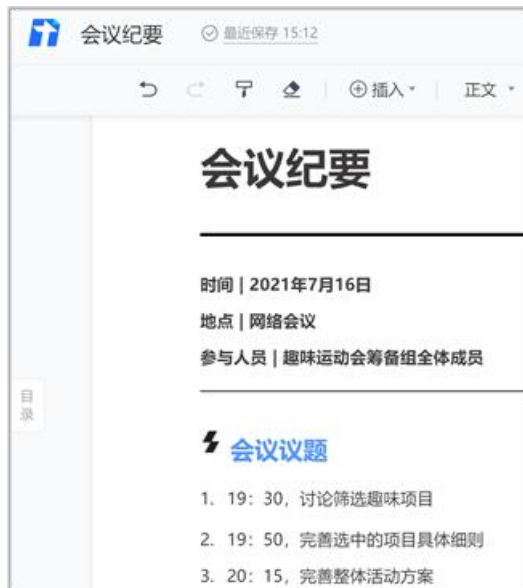 会议纪要 最近保存 15:12
插入 正文
会议纪要
时间 | 2021年7月16日
地点 | 网络会议
参与人员 | 趣味运动会筹备组全体成员
目录
会议议题
1. 19：30，讨论筛选趣味项目
2. 19：50，完善选中的项目具体细则
3. 20：15，完善整体活动方案